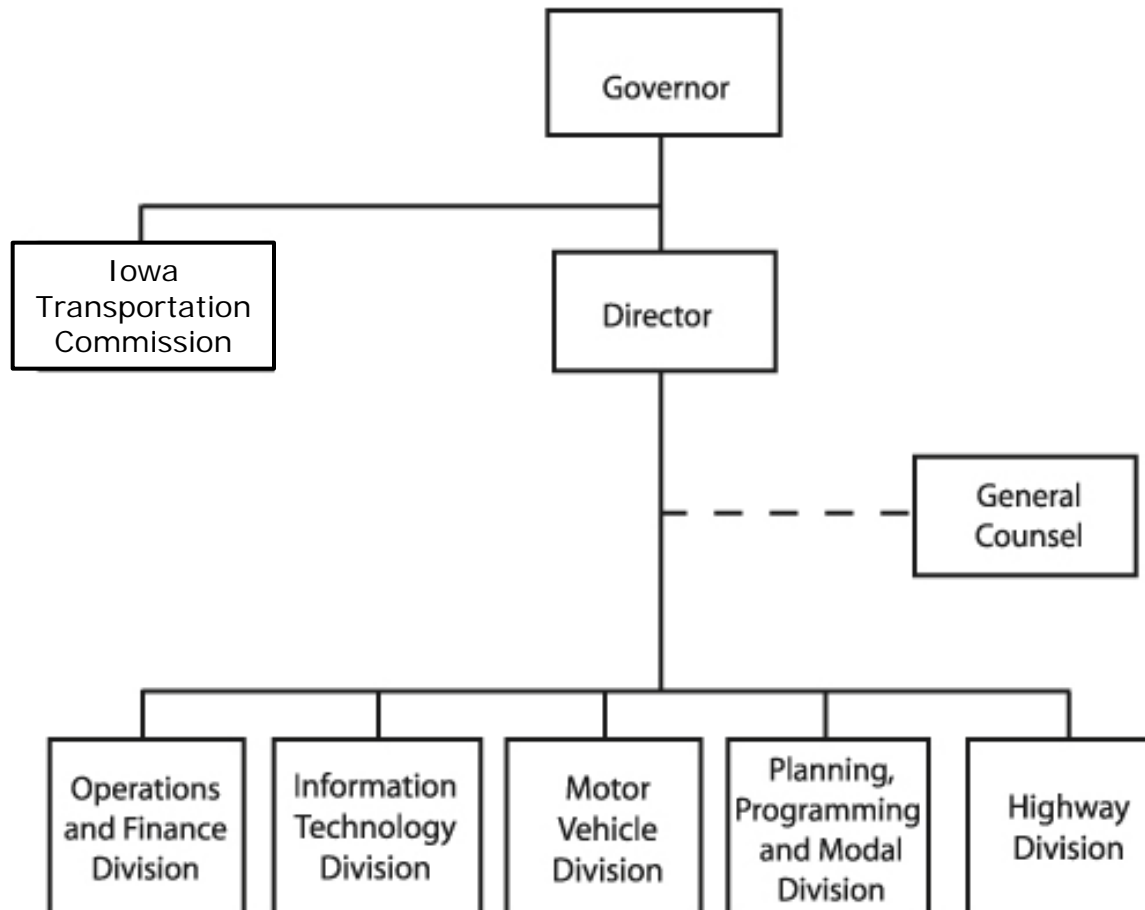 Governor
Iowa
Transportation
Commission
Director
General
Counsel
Operations
and Finance
Division
Information
Technology
Division
Motor
Vehicle
Division
Planning,
Programming
and Modal
Division
Highway
Division